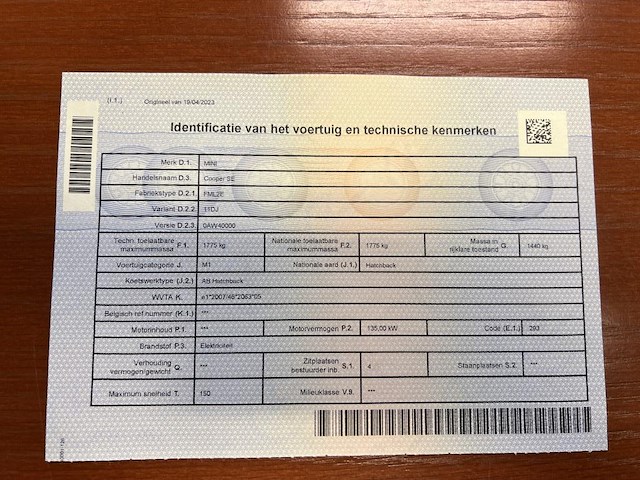 (I.1.) Origineel van 19/04/2023
Identificatie van het voertuig en technische kenmerken
Merk D.1. MINI
Handelsnaam D.3. Cooper SE
Fabriekstype D.2.1. FML2E
Variant D.2.2. 11DJ
Versie D.2.3. 0AW40000
Techn. toelaatbare maximummassa F.1. 1775 kg Nationale toelaatbare maximummassa F.2. 1775 kg Massa in rijklare toestand G. 1440 kg
Voertuigcategorie J. M1 Nationale aard (J.1.) Hatchback
Koetswerktype (J.2.) AB Hatchback
WVTA K. e1*2007/46*2063*05
Belgisch ref.nummer (K.1.) ***
Motorinhoud P.1. *** Motorvermogen P.2. 135,00 kW Code (E.1.) 293
Brandstof P.3. Elektriciteit
Verhouding vermogen/gewicht Q. *** Zitplaatsen bestuurder inb. S.1. 4 Staanplaatsen S.2. ***
Maximum snelheid T. 150 Milieuklasse V.9. ***